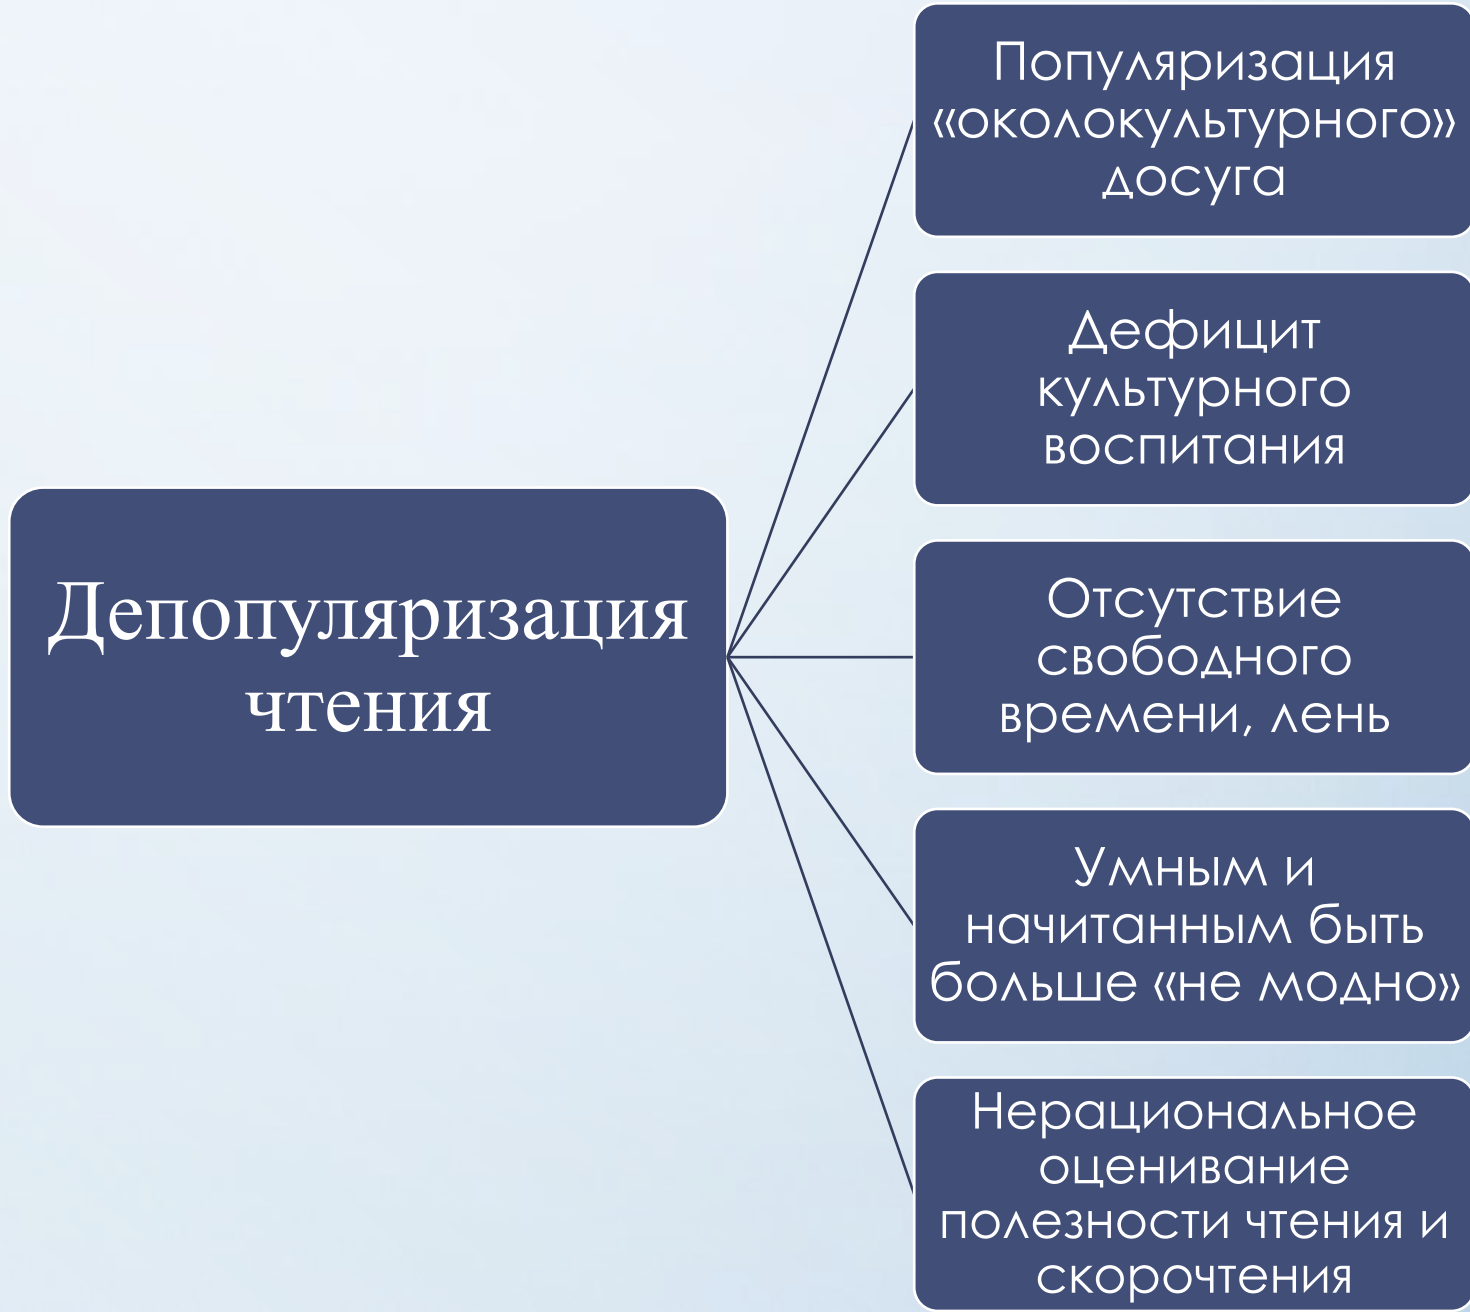 Популяризация
«околокультурного»
досуга
Дефицит
культурного
воспитания
Депопуляризация
чтения
Отсутствие
свободного
времени, лень
Умным и
начитанным быть
больше «не модно»
Нерациональное
оценивание
полезности чтения и
скорочтения